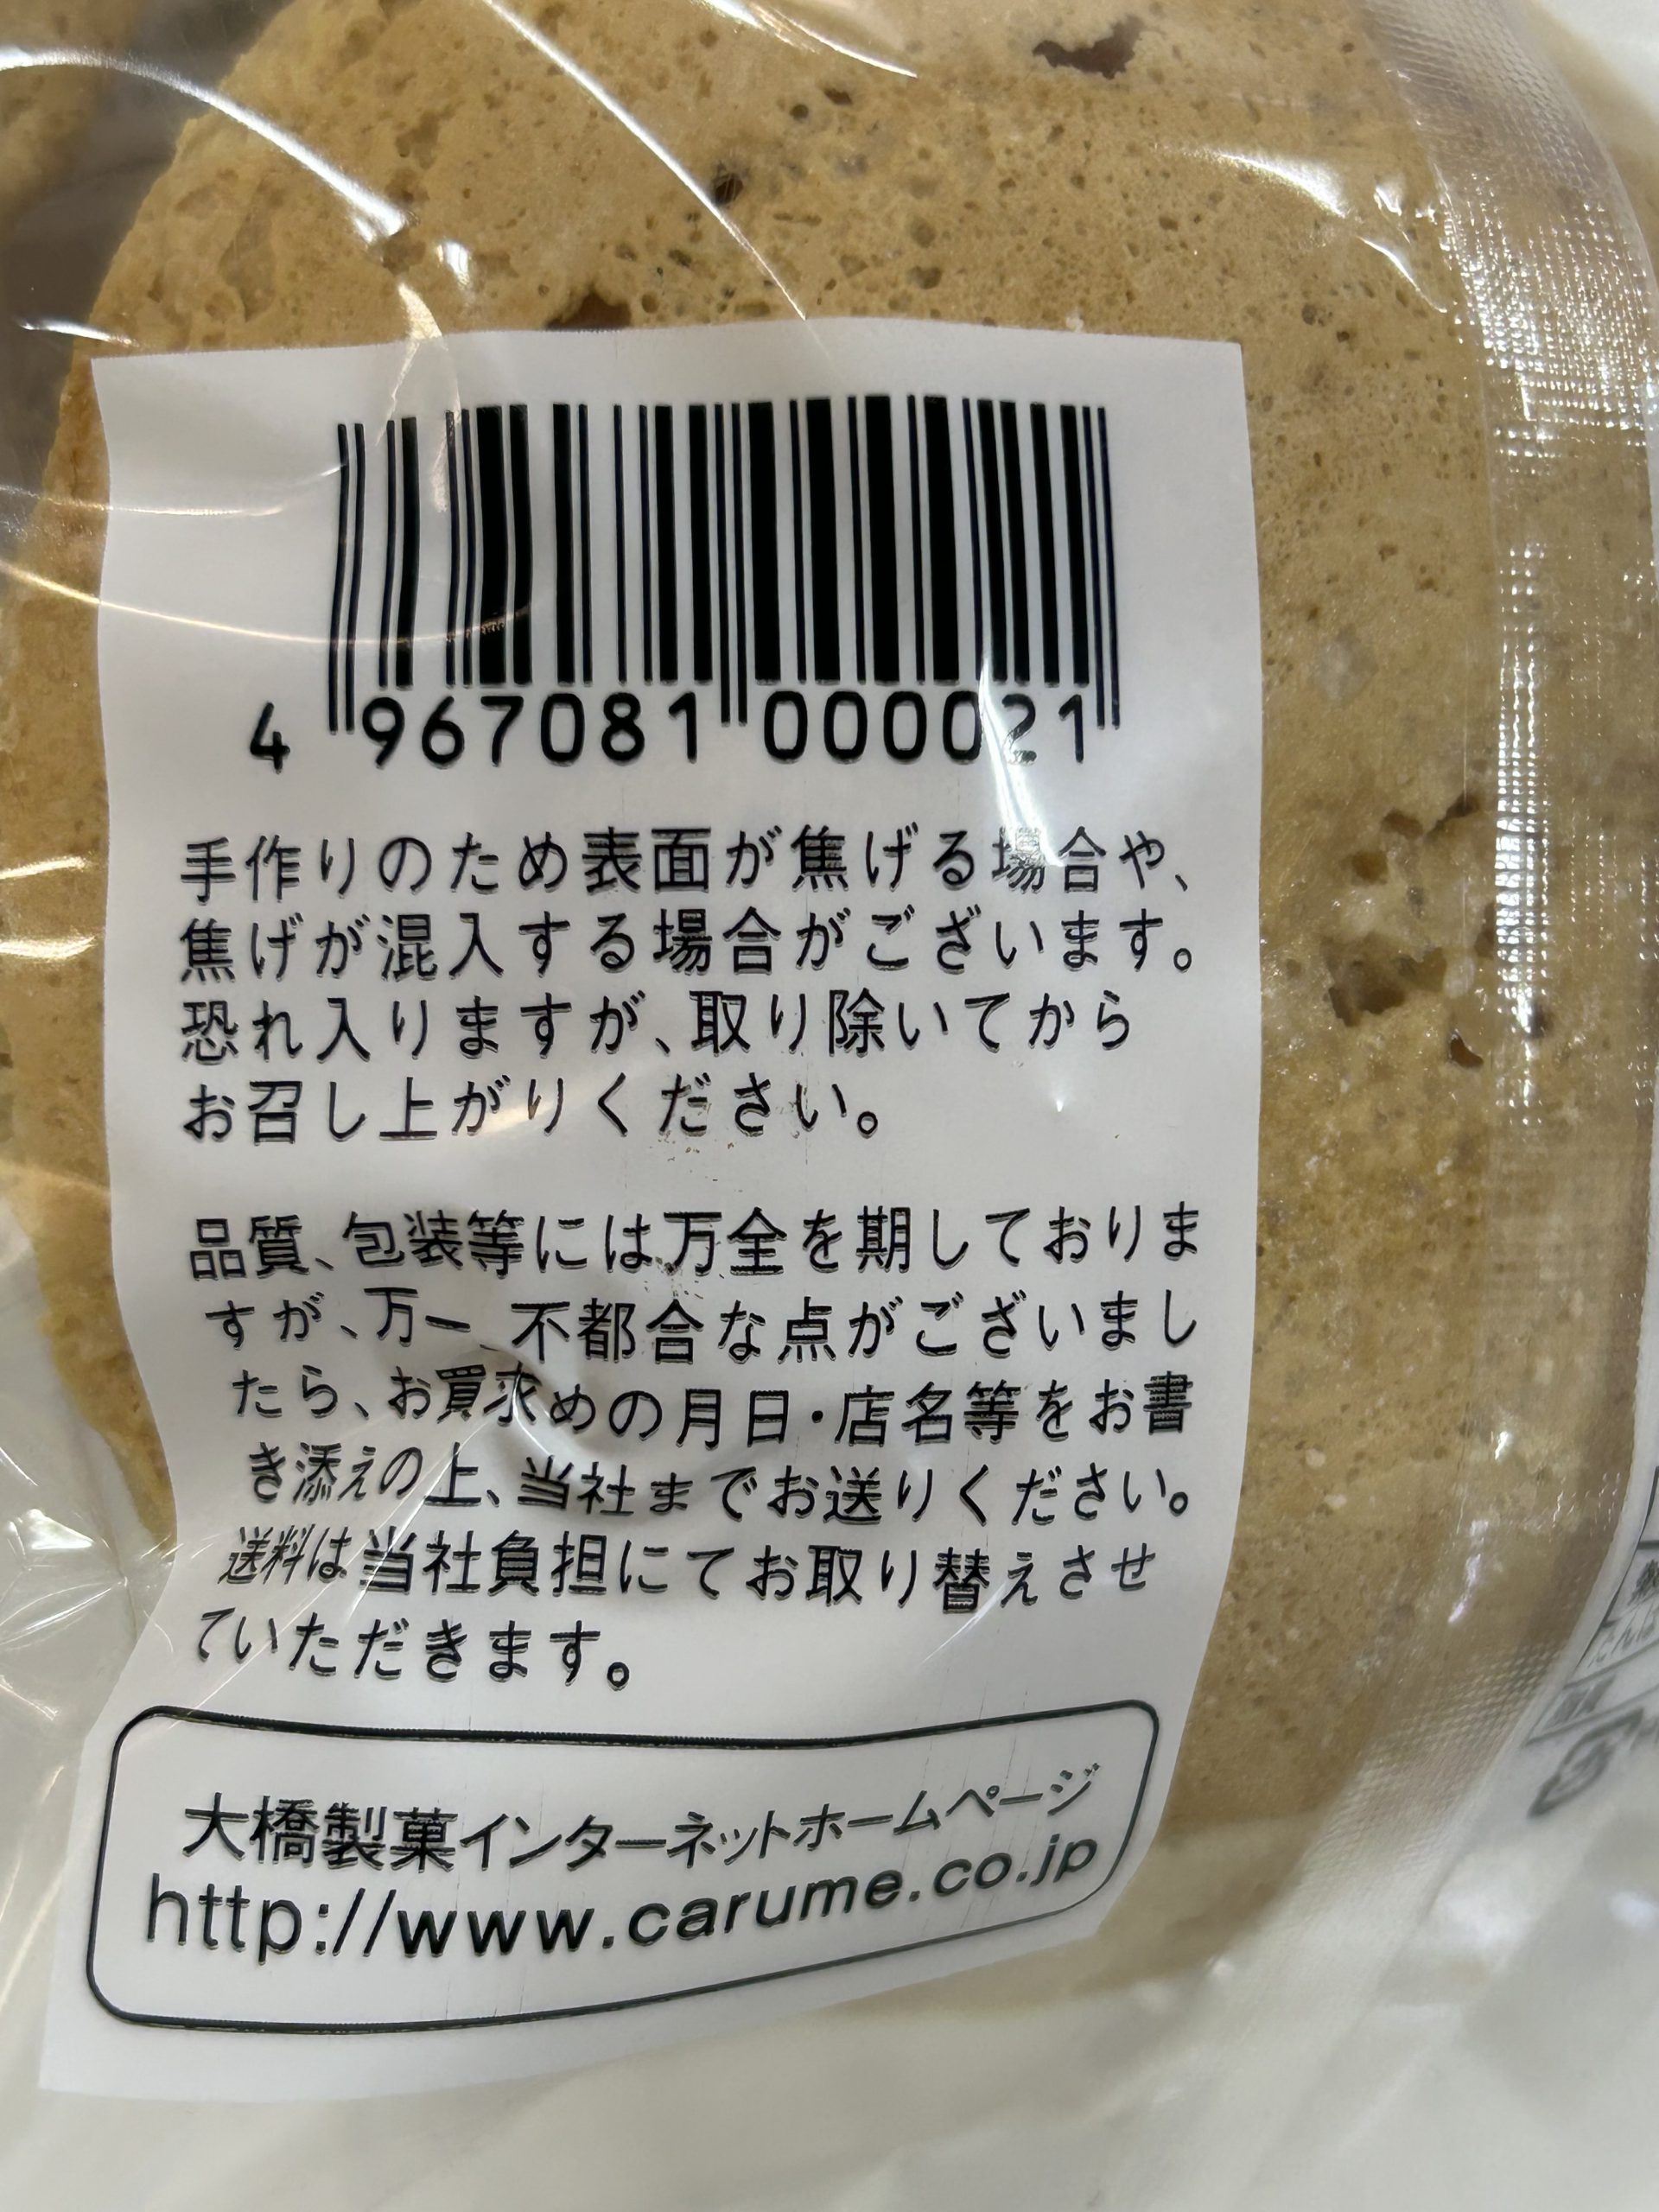 4 967081 000021
手作りのため表面が焦げる場合や、
焦げが混入する場合がございます。
恐れ入りますが、取り除いてから
お召し上がりください。
品質、包装等には万全を期しておりま
すが、万一、不都合な点がございまし
たら、お買求めの月日・店名等をお書
き添えの上、当社までお送りください。
送料は当社負担にてお取り替えさせ
ていただきます。
大橋製菓インターネットホームページ
http://www.carume.co.jp